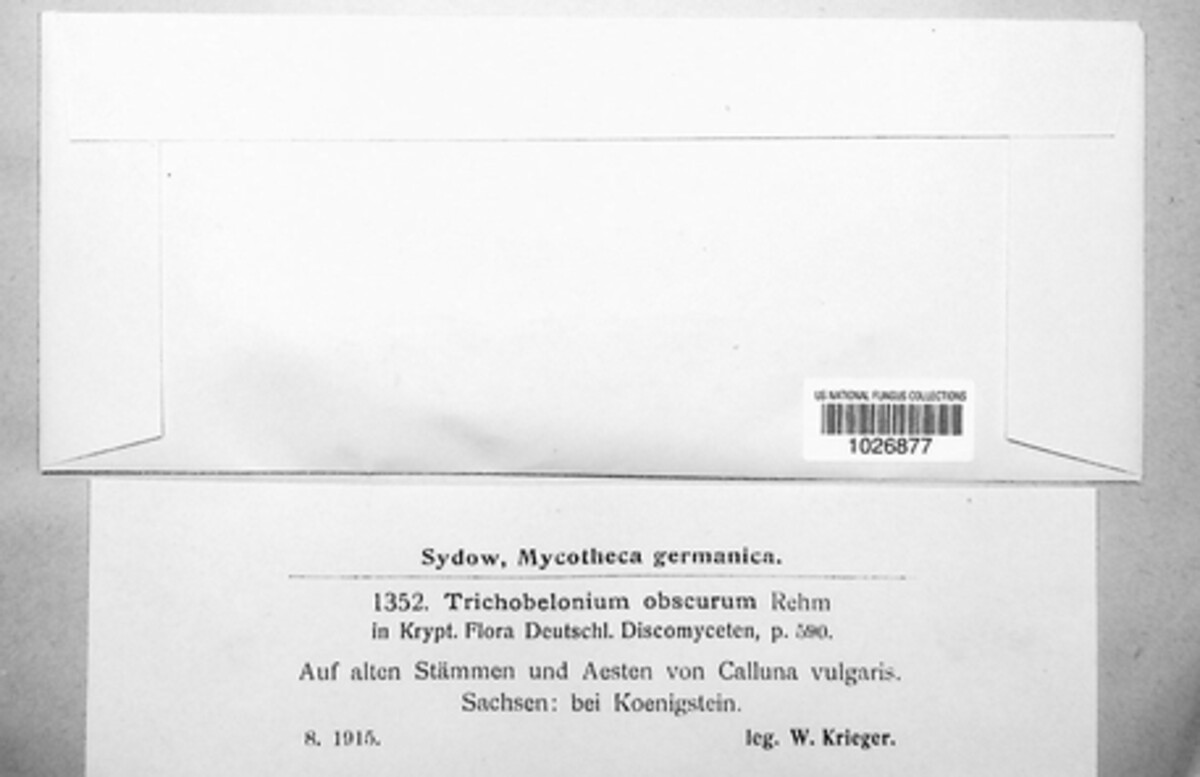 US NATIONAL FUNGUS COLLECTIONS
1026877
Sydow, Mycotheca germanica.
1352. Trichobelonium obscurum Rehm
in Krypt. Flora Deutschl. Discomyceten, p. 590.
Auf alten Stämmen und Aesten von Calluna vulgaris.
Sachsen: bei Koenigstein.
8. 1915. leg. W. Krieger.